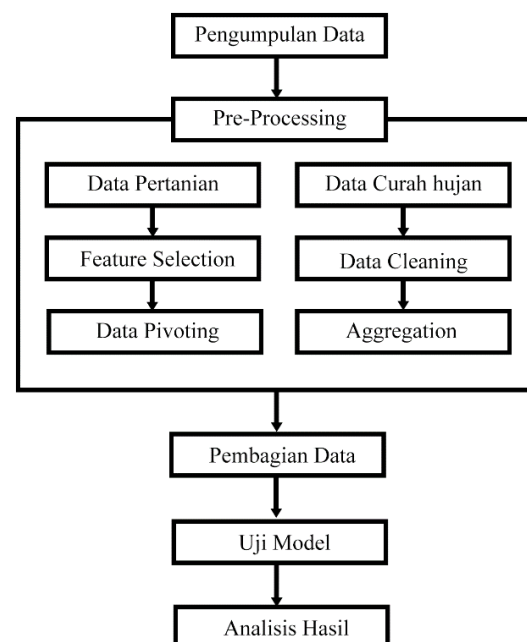 Pengumpulan Data
Pre-Processing
Data Pertanian
Data Curah hujan
Feature Selection
Data Cleaning
Data Pivoting
Aggregation
Pembagian Data
Uji Model
Analisis Hasil